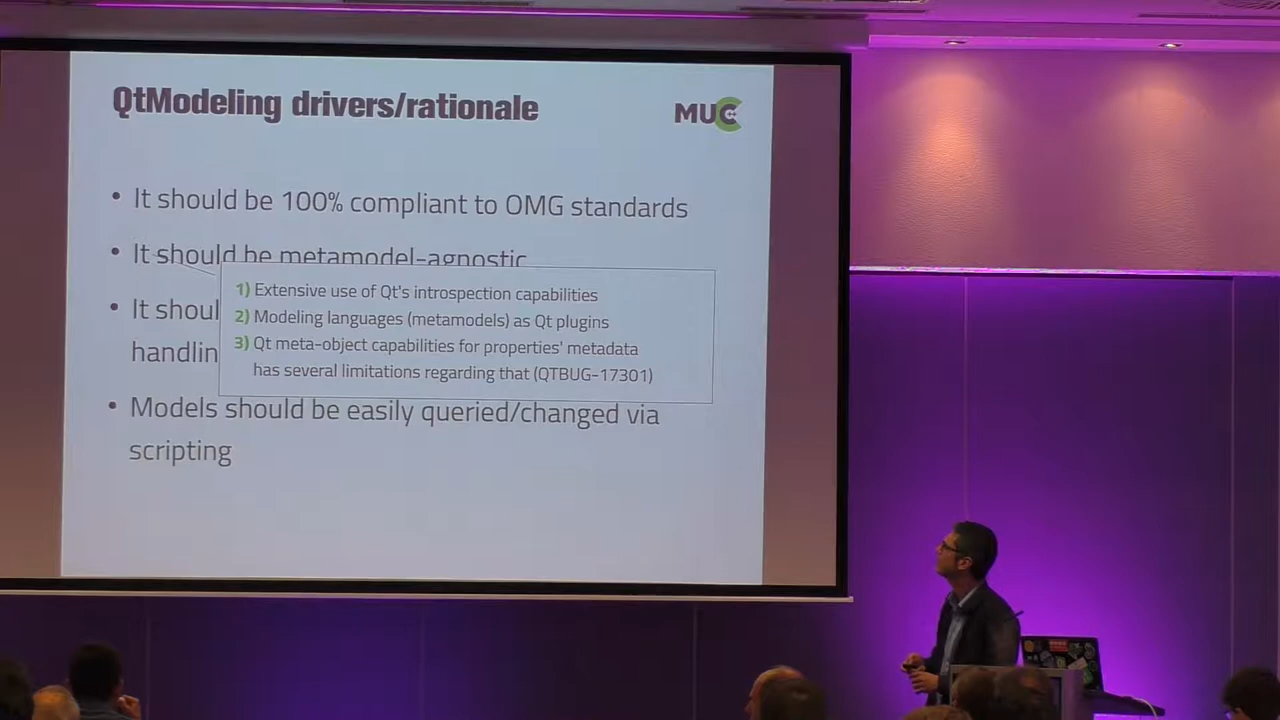 QtModeling drivers/rationale
MUC
• It should be 100% compliant to OMG standards
• It should be metamodel-agnostic
1) Extensive use of Qt's introspection capabilities
• It shoul
2) Modeling languages (metamodels) as Qt plugins
3) Qt meta-object capabilities for properties' metadata
handlin
has several limitations regarding that (QTBUG-17301)
• Models should be easily queried/changed via
scripting